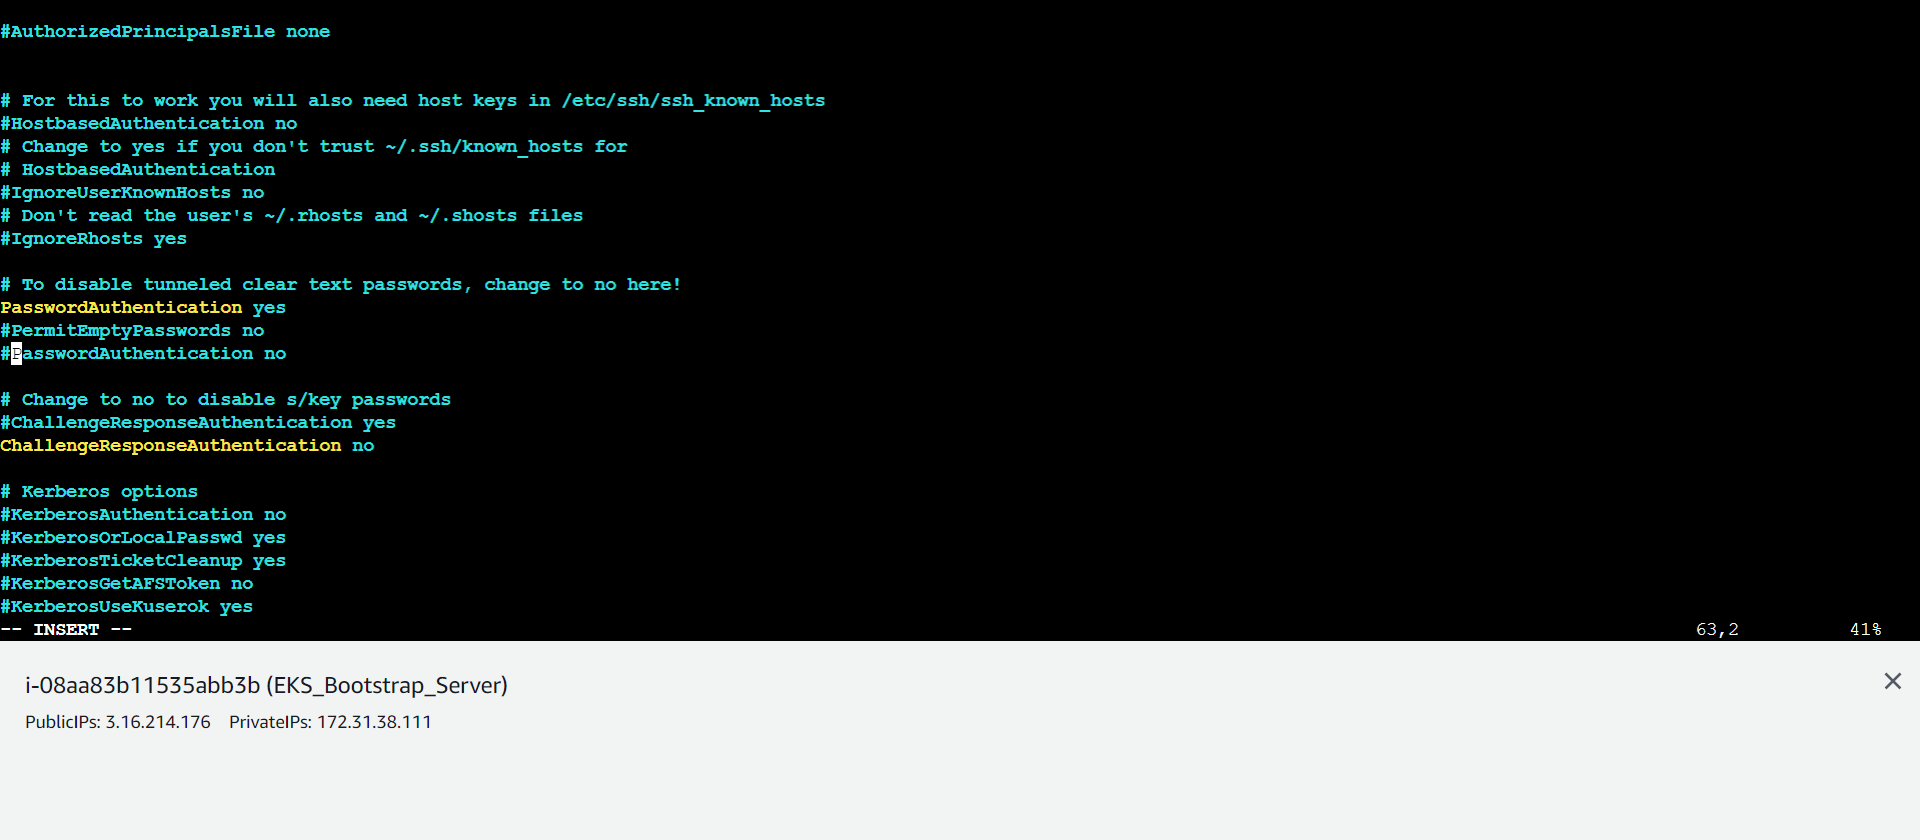 #AuthorizedPrincipalsFile none
# For this to work you will also need host keys in /etc/ssh/ssh_known_hosts
#HostbasedAuthentication no
# Change to yes if you don't trust ~/.ssh/known_hosts for
# HostbasedAuthentication
#IgnoreUserKnownHosts no
# Don't read the user's ~/.rhosts and ~/.shosts files
#IgnoreRhosts yes
# To disable tunneled clear text passwords, change to no here!
PasswordAuthentication yes
#PermitEmptyPasswords no
#PasswordAuthentication no
# Change to no to disable s/key passwords
#ChallengeResponseAuthentication yes
ChallengeResponseAuthentication no
# Kerberos options
#KerberosAuthentication no
#KerberosOrLocalPasswd yes
#KerberosTicketCleanup yes
#KerberosGetAFSToken no
#KerberosUseKuserok yes
-- INSERT -- 63,2 41%
i-08aa83b11535abb3b (EKS_Bootstrap_Server)
PublicIPs: 3.16.214.176 PrivateIPs: 172.31.38.111